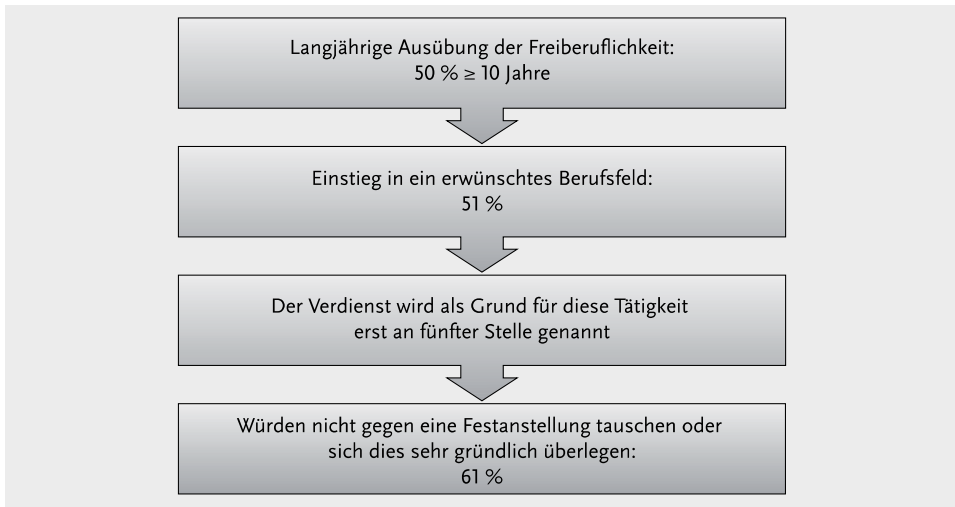 Langjährige Ausübung der Freiberuflichkeit:
50 % ≥ 10 Jahre
Einstieg in ein erwünschtes Berufsfeld:
51 %
Der Verdienst wird als Grund für diese Tätigkeit
erst an fünfter Stelle genannt
Würden nicht gegen eine Festanstellung tauschen oder
sich dies sehr gründlich überlegen:
61 %